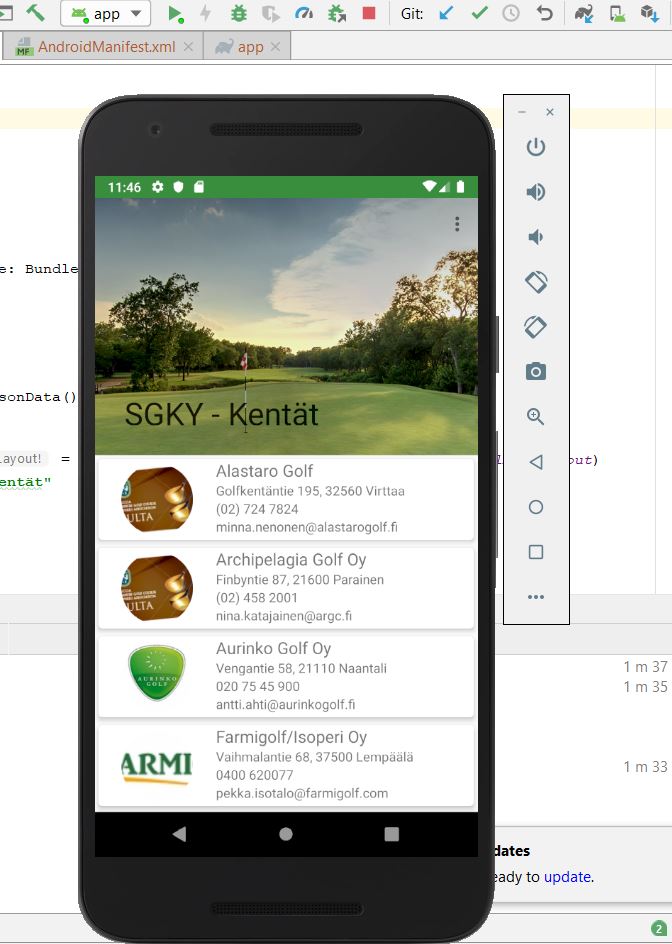 app
Git:
MF AndroidManifest.xml
app
e: Bundle
sonData()
ayout! =
out)
entät"
11:46
SGKY - Kentät
ULTA
Alastaro Golf
Golfkentäntie 195, 32560 Virttaa
(02) 724 7824
minna.nenonen@alastarogolf.fi
ULTA
Archipelagia Golf Oy
Finbyntie 87, 21600 Parainen
(02) 458 2001
nina.katajainen@argc.fi
AURINKO
GOLF
Aurinko Golf Oy
Vengantie 58, 21110 Naantali
020 75 45 900
antti.ahti@aurinkogolf.fi
ARMI
Farmigolf/Isoperi Oy
Vaihmalantie 68, 37500 Lempäälä
0400 620077
pekka.isotalo@farmigolf.com
1 m 37
1 m 35
1 m 33
dates
eady to update.
2